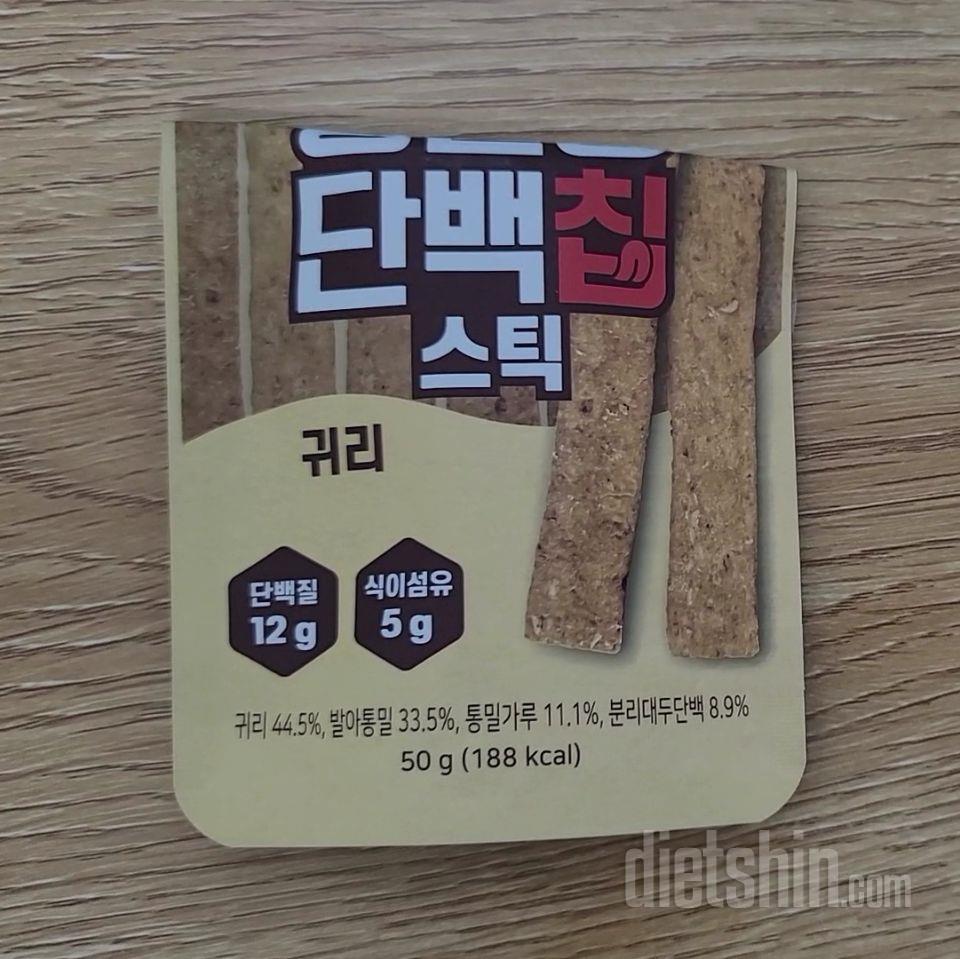 단백칩
스틱
귀리
단백질
12 g
식이섬유
5 g
귀리 44.5%, 발아통밀 33.5%, 통밀가루 11.1%, 분리대두단백 8.9%
50 g (188 kcal)
dietshin.com